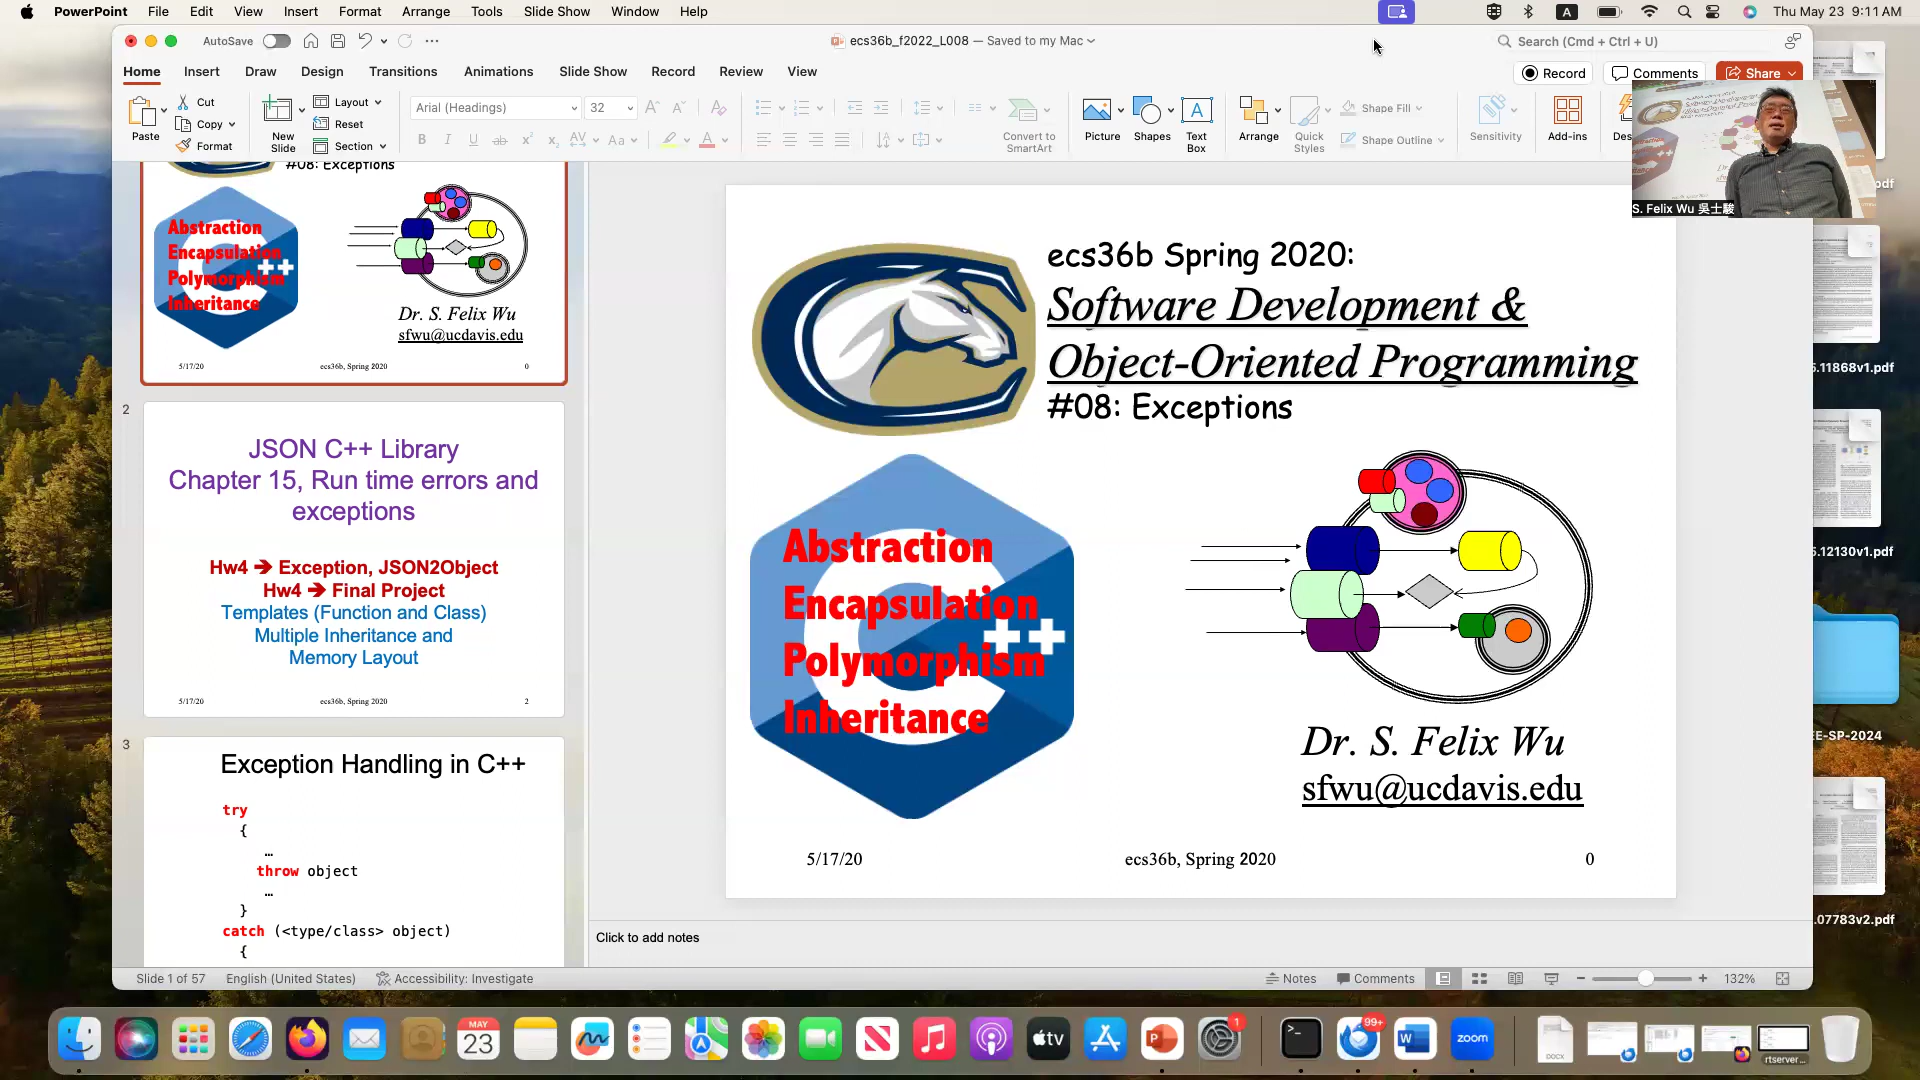 PowerPoint File Edit View Insert Format Arrange Tools Slide Show Window Help A Thu May 23 9:11 AM
AutoSave ecs36b_f2022_L008 — Saved to my Mac Search (Cmd + Ctrl + U)
Home Insert Draw Design Transitions Animations Slide Show Record Review View Record Comments Share
Paste Cut Copy Format New Slide Layout Reset Section Arial (Headings) 32 Convert to SmartArt Picture Shapes Text Box Arrange Quick Styles Shape Fill Shape Outline Sensitivity Add-ins
S. Felix Wu 吳士駿
#08: Exceptions
Abstraction
Encapsulation
Polymorphism
Inheritance
++
Dr. S. Felix Wu
sfwu@ucdavis.edu
5/17/20 ecs36b, Spring 2020 0
2
JSON C++ Library
Chapter 15, Run time errors and
exceptions
Hw4 ➔ Exception, JSON2Object
Hw4 ➔ Final Project
Templates (Function and Class)
Multiple Inheritance and
Memory Layout
5/17/20 ecs36b, Spring 2020 2
3
Exception Handling in C++
try
{
…
throw object
…
}
catch (<type/class> object)
{
ecs36b Spring 2020:
Software Development &
Object-Oriented Programming
#08: Exceptions
Abstraction
Encapsulation
Polymorphism
Inheritance
++
Dr. S. Felix Wu
sfwu@ucdavis.edu
5/17/20 ecs36b, Spring 2020 0
Click to add notes
Slide 1 of 57 English (United States) Accessibility: Investigate Notes Comments 132%
.11868v1.pdf
.12130v1.pdf
EE-SP-2024
.07783v2.pdf
MAY
23
tv
1
99+
zoom
DOCX
rtserver...